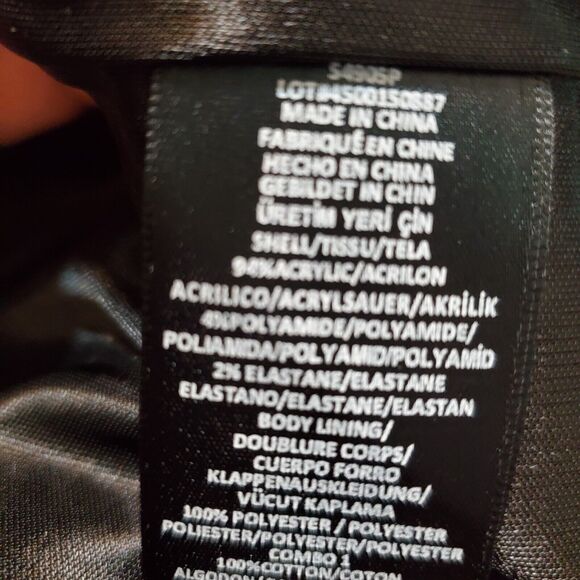 S4905P
LOT#4500150887
MADE IN CHINA
FABRIQUÉ EN CHINE
HECHO EN CHINA
GEBILDET IN CHIN
ÜRETİM YERİ ÇİN
SHELL/TISSU/TELA
94%ACRYLIC/ACRILON
ACRILICO/ACRYLSAUER/AKRİLİK
4%POLYAMIDE/POLYAMIDE/
POLIAMIDA/POLYAMID/POLYAMİD
2% ELASTANE/ELASTANE
ELASTANO/ELASTANE/ELASTAN
BODY LINING/
DOUBLURE CORPS/
CUERPO FORRO
KLAPPENAUSKLEIDUNG/
VÜCUT KAPLAMA
100% POLYESTER / POLYESTER
POLIESTER/POLYESTER/POLYESTER
COMBO 1
100%COTTON/COTON